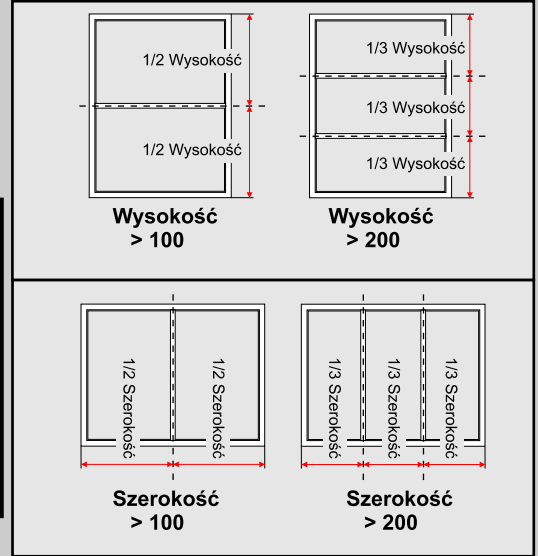 1/2 Wysokość
1/2 Wysokość
Wysokość
> 100
1/3 Wysokość
1/3 Wysokość
1/3 Wysokość
Wysokość
> 200
1/2 Szerokość
1/2 Szerokość
Szerokość
> 100
1/3 Szerokość
1/3 Szerokość
1/3 Szerokość
Szerokość
> 200